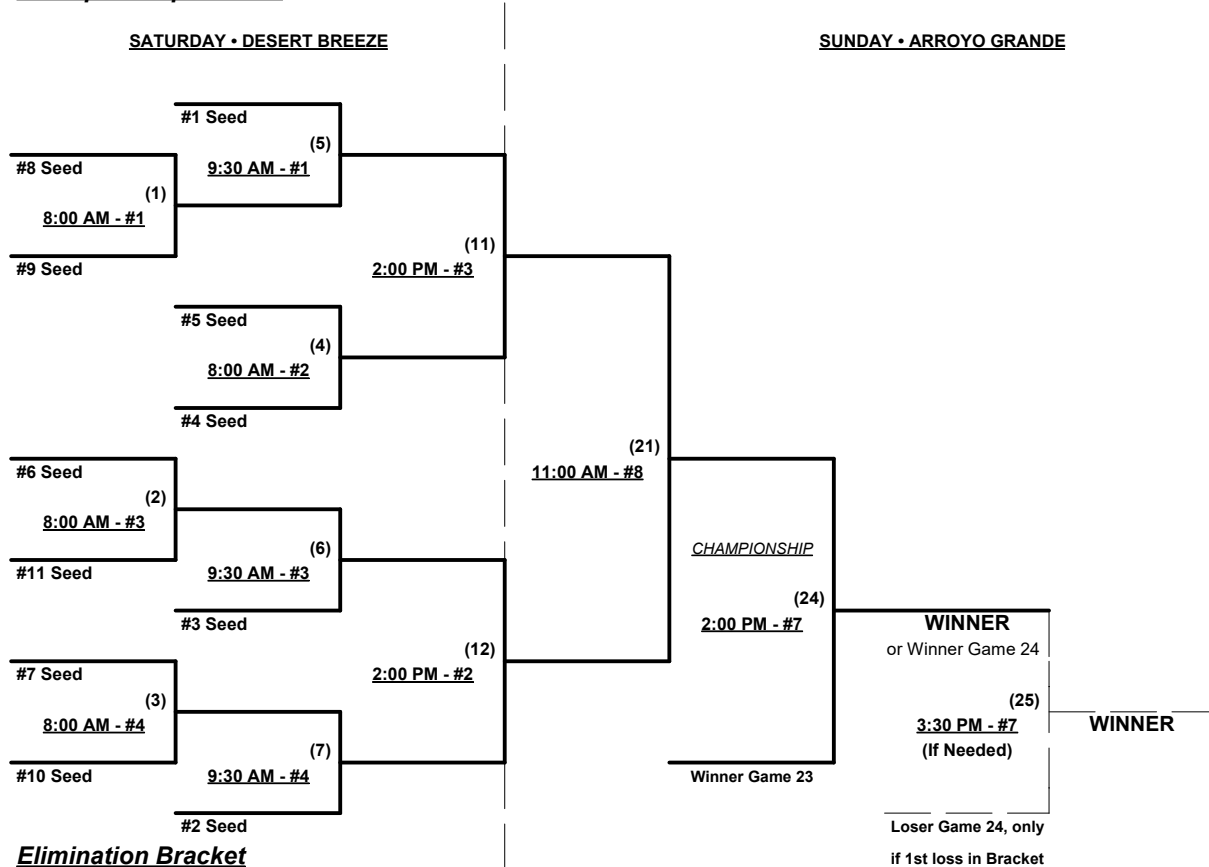 SATURDAY • DESERT BREEZE
SUNDAY • ARROYO GRANDE
#1 Seed
(5)
9:30 AM - #1
#8 Seed
(1)
8:00 AM - #1
#9 Seed
(11)
2:00 PM - #3
#5 Seed
(4)
8:00 AM - #2
#4 Seed
(21)
11:00 AM - #8
#6 Seed
(2)
8:00 AM - #3
#11 Seed
(6)
9:30 AM - #3
#3 Seed
CHAMPIONSHIP
(24)
2:00 PM - #7
WINNER
or Winner Game 24
(12)
2:00 PM - #2
#7 Seed
(3)
8:00 AM - #4
#10 Seed
(7)
9:30 AM - #4
#2 Seed
(25)
3:30 PM - #7
(If Needed)
WINNER
Winner Game 23
Loser Game 24, only
if 1st loss in Bracket
Elimination Bracket